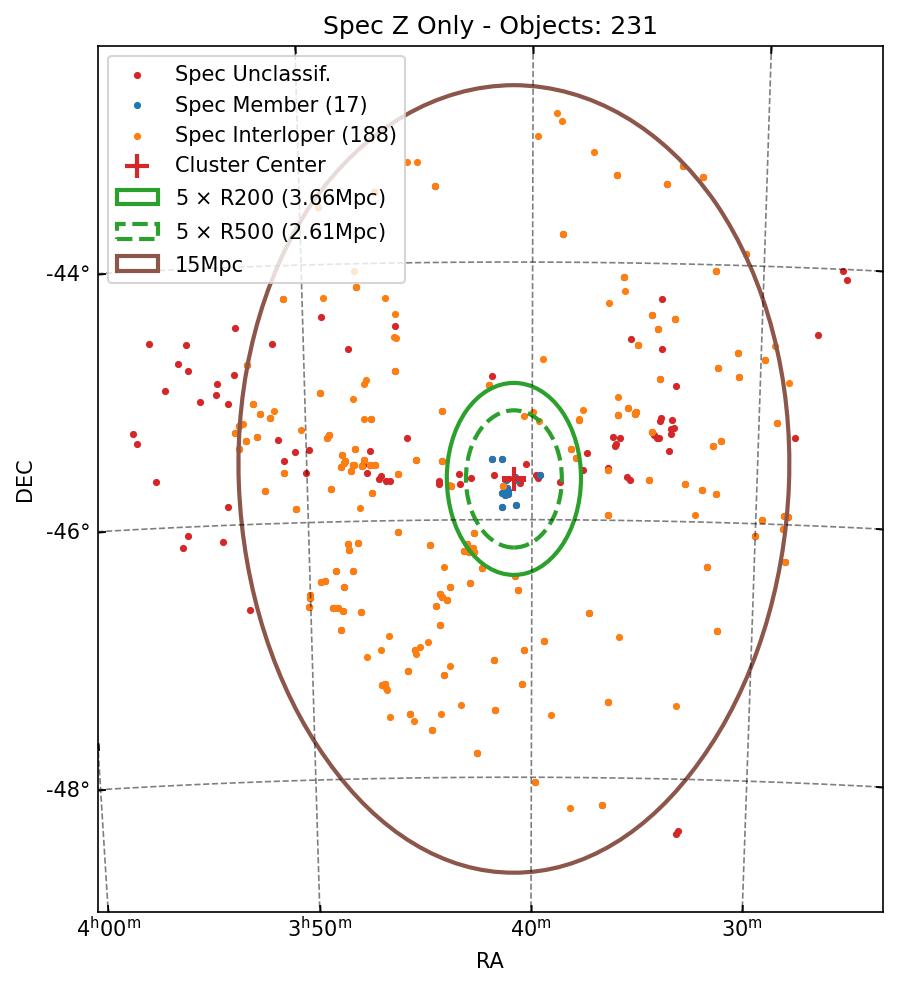 Spec Z Only - Objects: 231
Spec Unclassif.
Spec Member (17)
Spec Interloper (188)
Cluster Center
5 × R200 (3.66Mpc)
5 × R500 (2.61Mpc)
15Mpc
-44°
-46°
-48°
DEC
4ʰ00ᵐ 3ʰ50ᵐ 40ᵐ 30ᵐ
RA